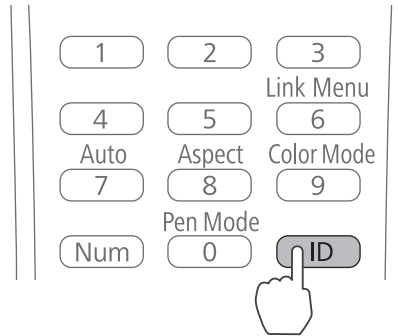 1 2 3
Link Menu
4 5 6
Auto Aspect Color Mode
7 8 9
Pen Mode
Num 0 ID